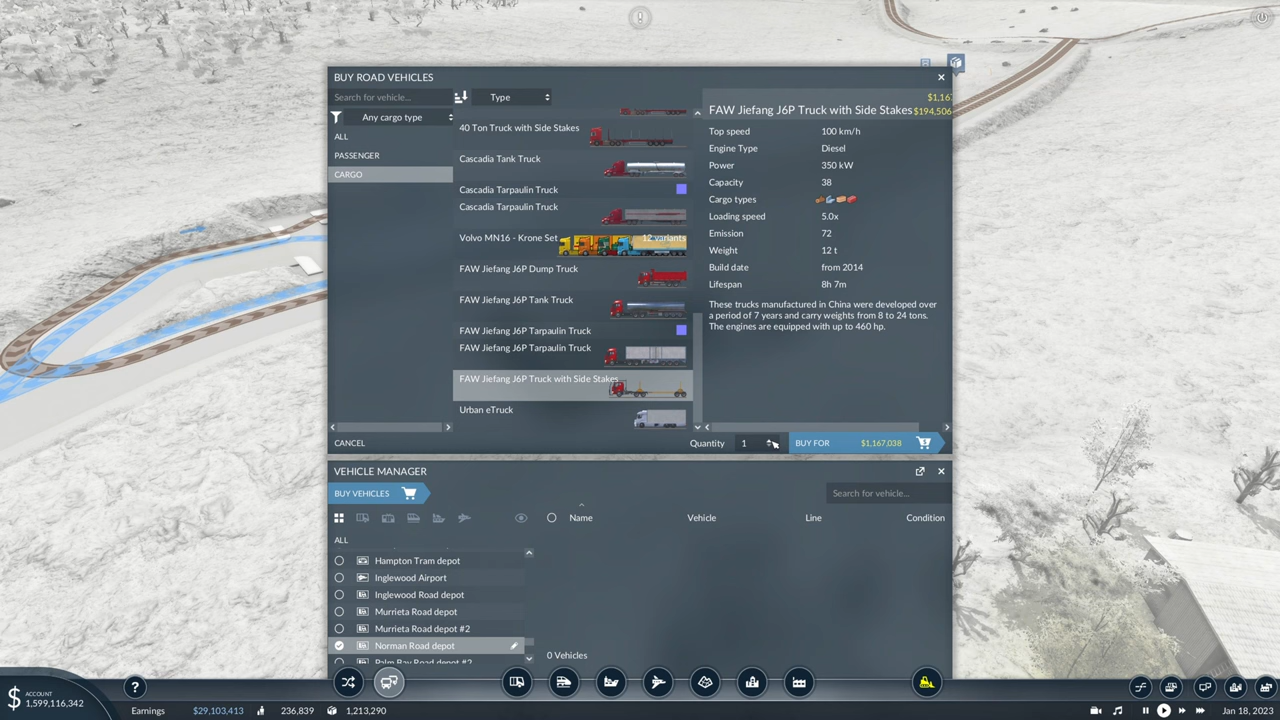 BUY ROAD VEHICLES
Search for vehicle...
Type
Any cargo type
ALL
PASSENGER
CARGO
40 Ton Truck with Side Stakes
Cascadia Tank Truck
Cascadia Tarpaulin Truck
Cascadia Tarpaulin Truck
Volvo MN16 - Krone Set
12 variants
FAW Jiefang J6P Dump Truck
FAW Jiefang J6P Tank Truck
FAW Jiefang J6P Tarpaulin Truck
FAW Jiefang J6P Tarpaulin Truck
FAW Jiefang J6P Truck with Side Stakes
Urban eTruck
$1,167
FAW Jiefang J6P Truck with Side Stakes $194,506
Top speed 100 km/h
Engine Type Diesel
Power 350 kW
Capacity 38
Cargo types
Loading speed 5.0x
Emission 72
Weight 12 t
Build date from 2014
Lifespan 8h 7m
These trucks manufactured in China were developed over
a period of 7 years and carry weights from 8 to 24 tons.
The engines are equipped with up to 460 hp.
CANCEL
Quantity 1
BUY FOR $1,167,038
VEHICLE MANAGER
BUY VEHICLES
Search for vehicle...
Name Vehicle Line Condition
ALL
Hampton Tram depot
Inglewood Airport
Inglewood Road depot
Murrieta Road depot
Murrieta Road depot #2
Norman Road depot
Palm Bay Road depot #2
0 Vehicles
$ ACCOUNT
1,599,116,342
?
Earnings $29,103,413 236,839 1,213,290
Jan 18, 2023